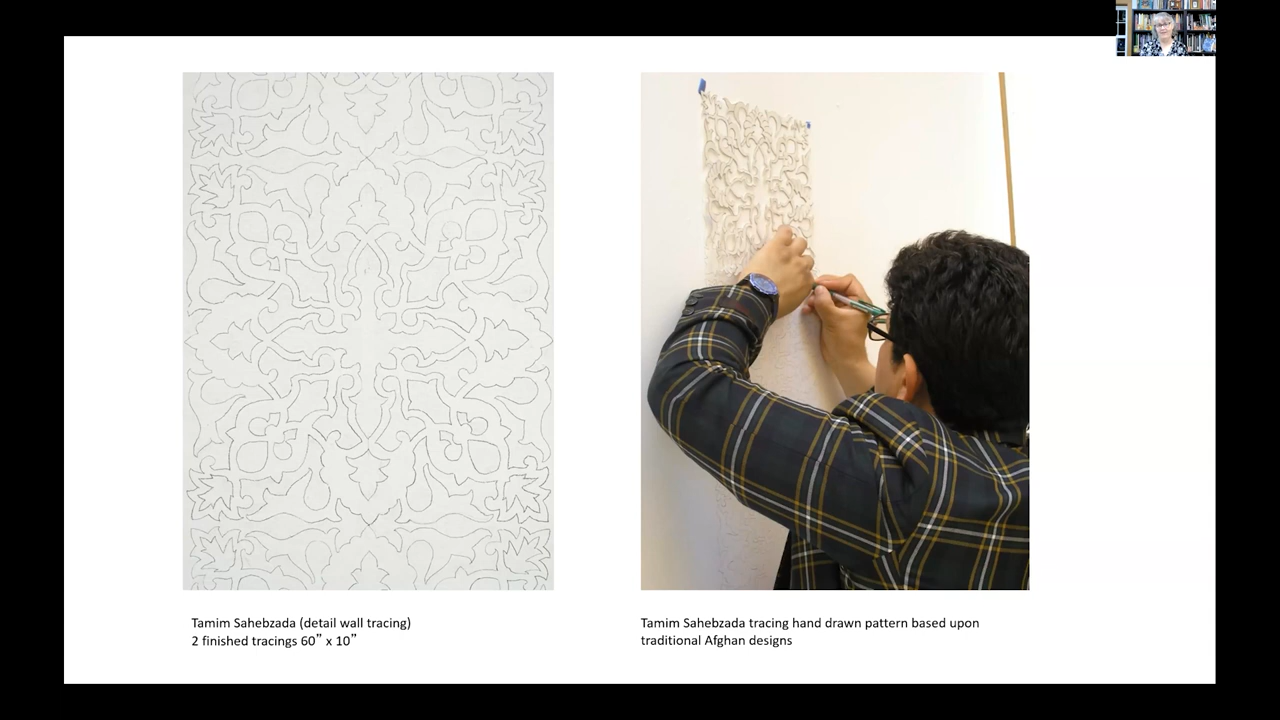 Tamim Sahebzada (detail wall tracing)
2 finished tracings 60” x 10”
Tamim Sahebzada tracing hand drawn pattern based upon
traditional Afghan designs